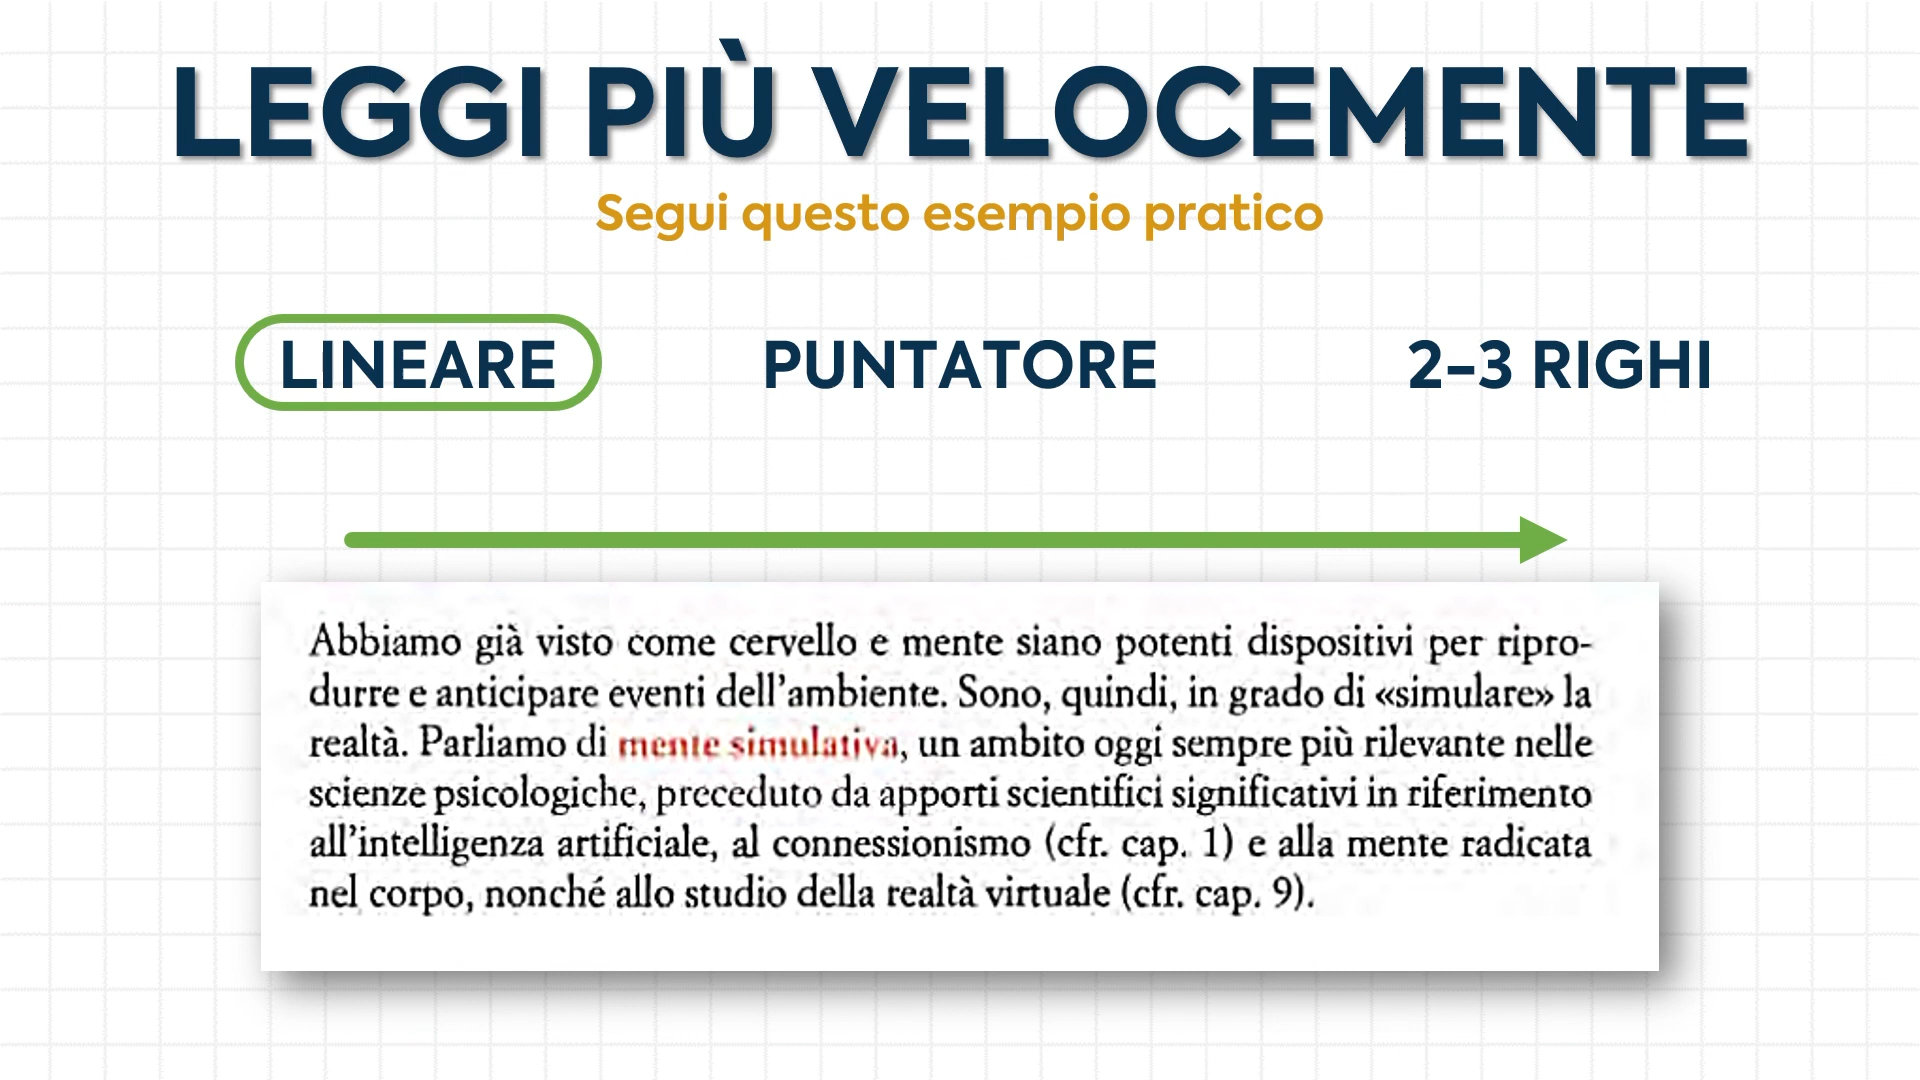 LEGGI PIÙ VELOCEMENTE
Segui questo esempio pratico
LINEARE PUNTATORE 2-3 RIGHI
Abbiamo già visto come cervello e mente siano potenti dispositivi per ripro-
durre e anticipare eventi dell'ambiente. Sono, quindi, in grado di «simulare» la
realtà. Parliamo di mente simulativa, un ambito oggi sempre più rilevante nelle
scienze psicologiche, preceduto da apporti scientifici significativi in riferimento
all'intelligenza artificiale, al connessionismo (cfr. cap. 1) e alla mente radicata
nel corpo, nonché allo studio della realtà virtuale (cfr. cap. 9).